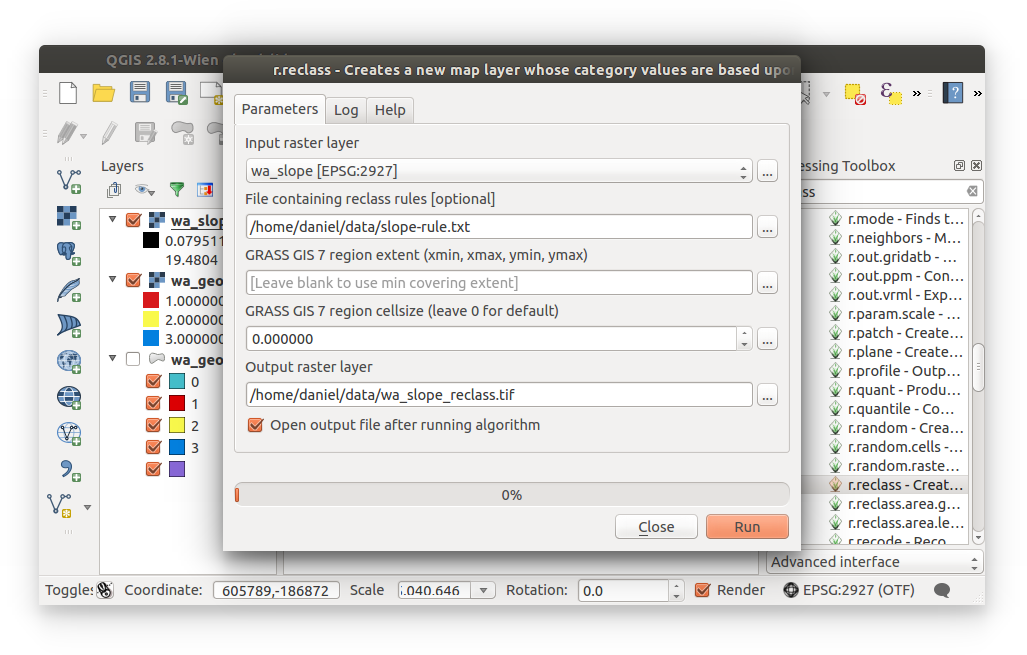 QGIS 2.8.1-Wien
r.reclass - Creates a new map layer whose category values are based upo
Parameters
Log
Help
Input raster layer
wa_slope [EPSG:2927]
...
File containing reclass rules [optional]
/home/daniel/data/slope-rule.txt
...
GRASS GIS 7 region extent (xmin, xmax, ymin, ymax)
[Leave blank to use min covering extent]
...
GRASS GIS 7 region cellsize (leave 0 for default)
0.000000
...
Output raster layer
/home/daniel/data/wa_slope_reclass.tif
...
Open output file after running algorithm
0%
Close
Run
Layers
wa_slop
0.079511
19.4804
wa_geo
1.000000
2.000000
3.000000
wa_geo
0
1
2
3
essing Toolbox
ss
r.mode - Finds t...
r.neighbors - M...
r.out.gridatb - ...
r.out.ppm - Con...
r.out.vrml - Exp...
r.param.scale - ...
r.patch - Create...
r.plane - Create...
r.profile - Outp...
r.quant - Produ...
r.quantile - Co...
r.random - Crea...
r.random.cells - ...
r.random.raste...
r.reclass - Creat...
r.reclass.area.g...
r.reclass.area.le...
r.recode - Reco...
Advanced interface
Toggles
Coordinate:
605789,-186872
Scale
:.040.646
Rotation:
0.0
Render
EPSG:2927 (OTF)